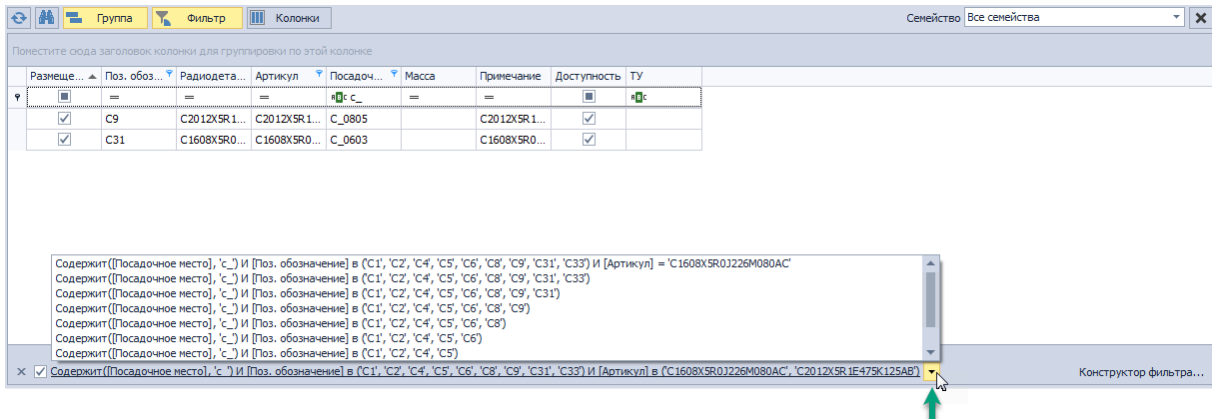 Группа Фильтр Колонки Семейство Все семейства
Поместите сюда заголовок колонки для группировки по этой колонке
Размеще... Поз. обоз... Радиодета... Артикул Посадоч... Масса Примечание Доступность ТУ
= = = c_ = =
C9 C2012X5R1... C2012X5R1... C_0805 C2012X5R1...
C31 C1608X5R0... C1608X5R0... C_0603 C1608X5R0...
Содержит([Посадочное место], 'c_') И [Поз. обозначение] в ('C1', 'C2', 'C4', 'C5', 'C6', 'C8', 'C9', 'C31', 'C33') И [Артикул] = 'C1608X5R0J226M080AC'
Содержит([Посадочное место], 'c_') И [Поз. обозначение] в ('C1', 'C2', 'C4', 'C5', 'C6', 'C8', 'C9', 'C31', 'C33')
Содержит([Посадочное место], 'c_') И [Поз. обозначение] в ('C1', 'C2', 'C4', 'C5', 'C6', 'C8', 'C9', 'C31')
Содержит([Посадочное место], 'c_') И [Поз. обозначение] в ('C1', 'C2', 'C4', 'C5', 'C6', 'C8', 'C9')
Содержит([Посадочное место], 'c_') И [Поз. обозначение] в ('C1', 'C2', 'C4', 'C5', 'C6', 'C8')
Содержит([Посадочное место], 'c_') И [Поз. обозначение] в ('C1', 'C2', 'C4', 'C5', 'C6')
Содержит([Посадочное место], 'c_') И [Поз. обозначение] в ('C1', 'C2', 'C4', 'C5')
Содержит([Посадочное место], 'c_') И [Поз. обозначение] в ('C1', 'C2', 'C4', 'C5', 'C6', 'C8', 'C9', 'C31', 'C33') И [Артикул] в ('C1608X5R0J226M080AC', 'C2012X5R1E475K125AB') Конструктор фильтра...